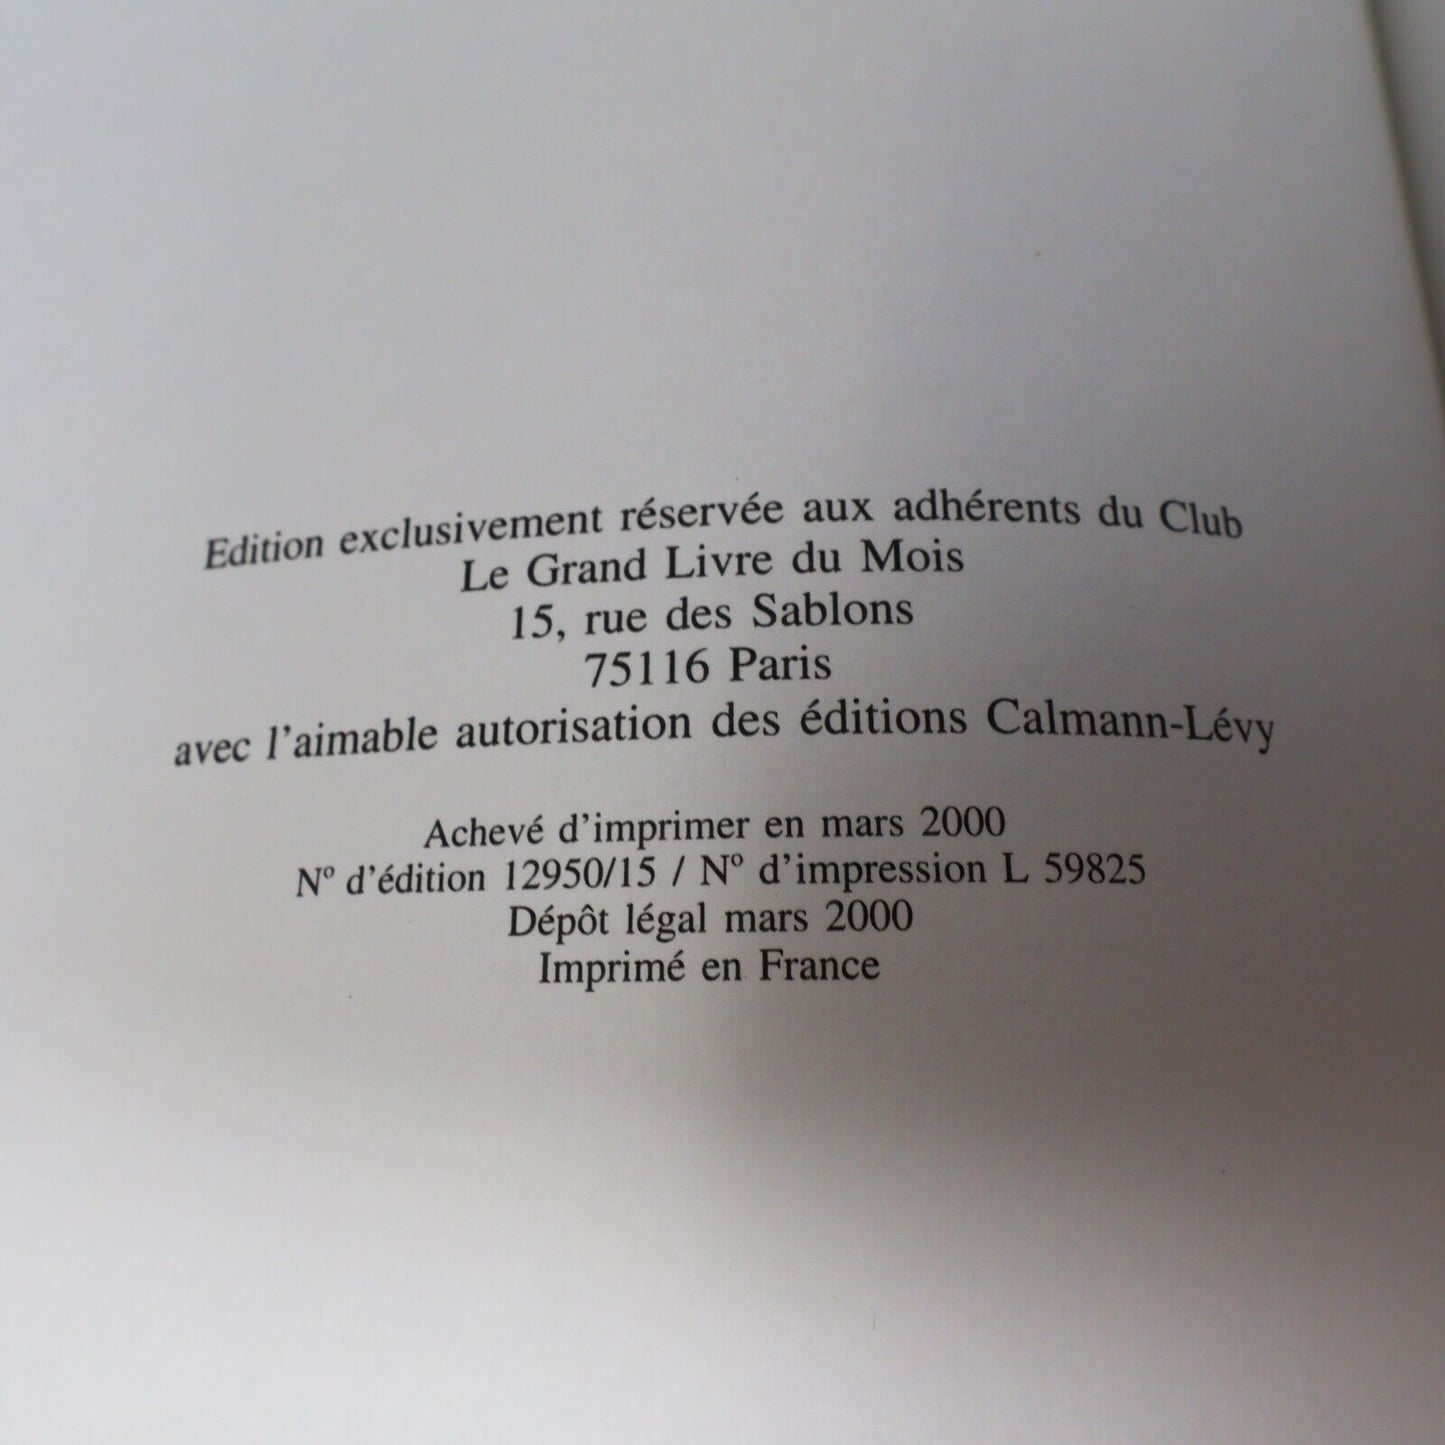 Edition exclusivement réservée aux adhérents du Club
Le Grand Livre du Mois
15, rue des Sablons
75116 Paris
avec l'aimable autorisation des éditions Calmann-Lévy
Achevé d'imprimer en mars 2000
Nº d'édition 12950/15 / Nº d'impression L 59825
Dépôt légal mars 2000
Imprimé en France